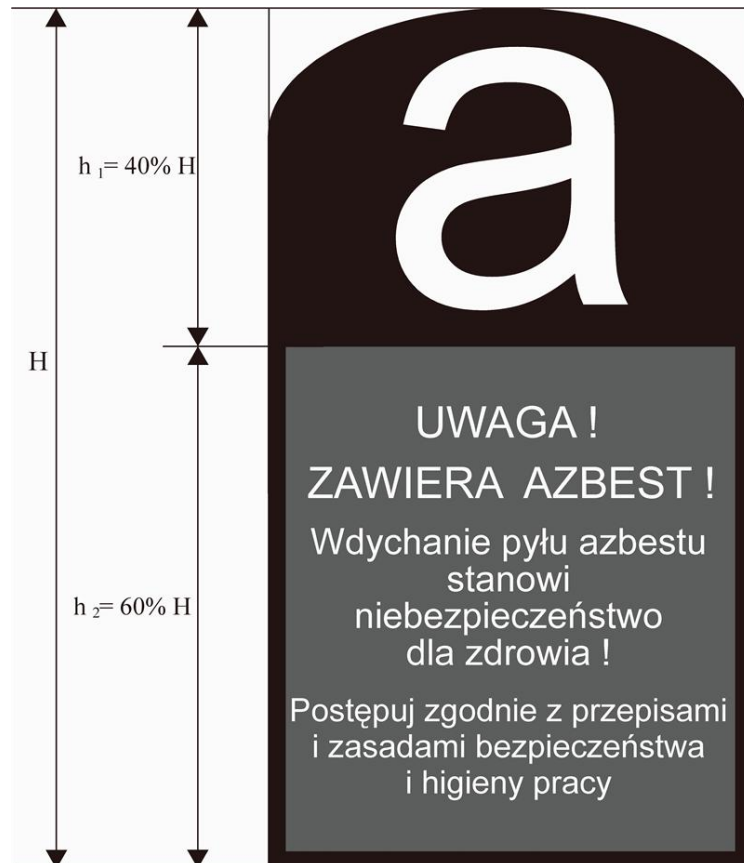 a
h 1= 40% H
H
h 2= 60% H
UWAGA !
ZAWIERA AZBEST !
Wdychanie pyłu azbestu
stanowi
niebezpieczeństwo
dla zdrowia !
Postępuj zgodnie z przepisami
i zasadami bezpieczeństwa
i higieny pracy